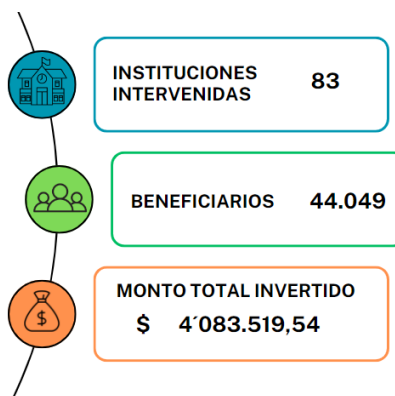 INSTITUCIONES
INTERVENIDAS 83
BENEFICIARIOS 44.049
MONTO TOTAL INVERTIDO
$ 4´083.519,54